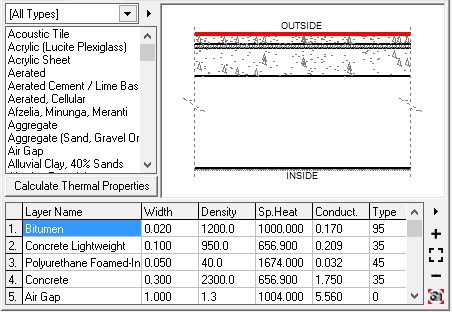 [All Types]
Acoustic Tile
Acrylic (Lucite Plexiglass)
Acrylic Sheet
Aerated
Aerated Cement / Lime Bas
Aerated, Cellular
Afzelia, Minunga, Meranti
Aggregate
Aggregate (Sand, Gravel Or
Air Gap
Alluvial Clay, 40% Sands
Calculate Thermal Properties
OUTSIDE
INSIDE
Layer Name Width Density Sp.Heat Conduct. Type
1. Bitumen 0.020 1200.0 1000.000 0.170 95
2. Concrete Lightweight 0.100 950.0 656.900 0.209 35
3. Polyurethane Foamed-In 0.050 40.0 1674.000 0.032 45
4. Concrete 0.300 2300.0 656.900 1.750 35
5. Air Gap 1.000 1.3 1004.000 5.560 0